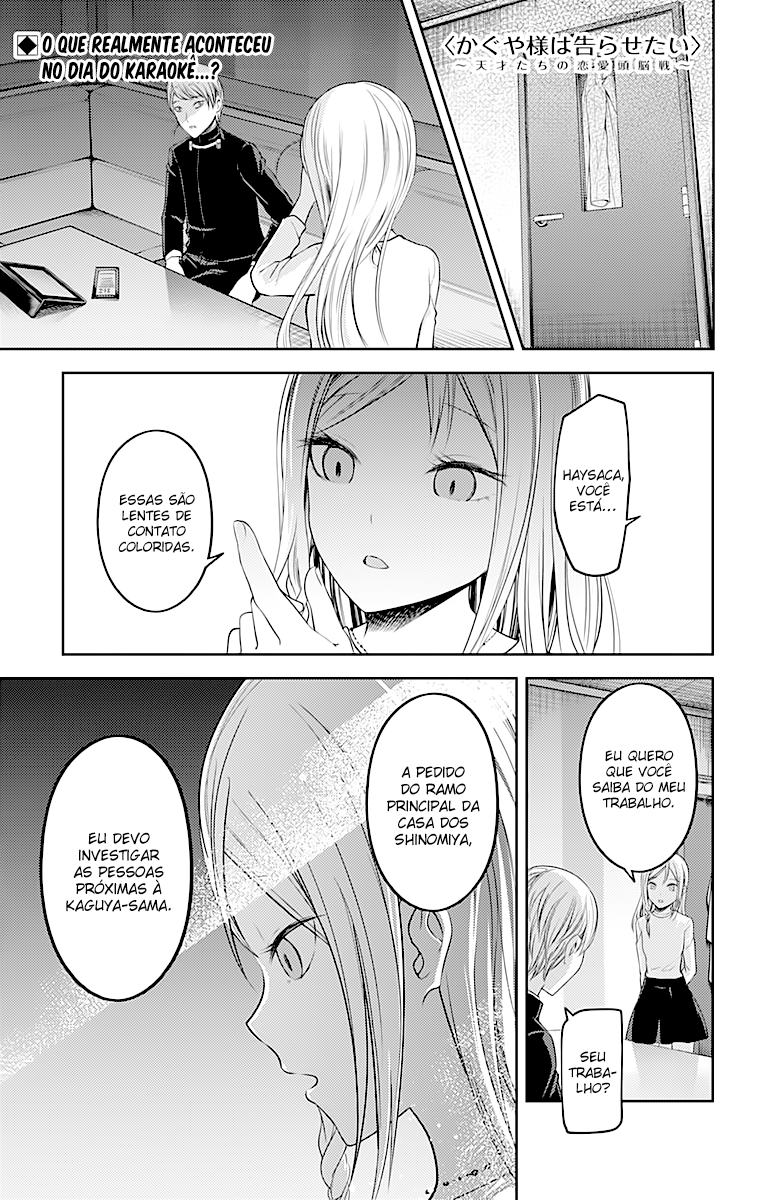 O QUE REALMENTE ACONTECEU
NO DIA DO KARAOKÊ...?
〈かぐや様は告らせたい〉
~天才たちの恋愛頭脳戦~
HAYSACA,
VOCÊ
ESTÁ...
ESSAS SÃO
LENTES DE
CONTATO
COLORIDAS.
EU QUERO
QUE VOCÊ
SAIBA DO MEU
TRABALHO.
SEU
TRABA-
LHO?
A PEDIDO
DO RAMO
PRINCIPAL DA
CASA DOS
SHINOMIYA,
EU DEVO
INVESTIGAR
AS PESSOAS
PRÓXIMAS À
KAGUYA-SAMA.